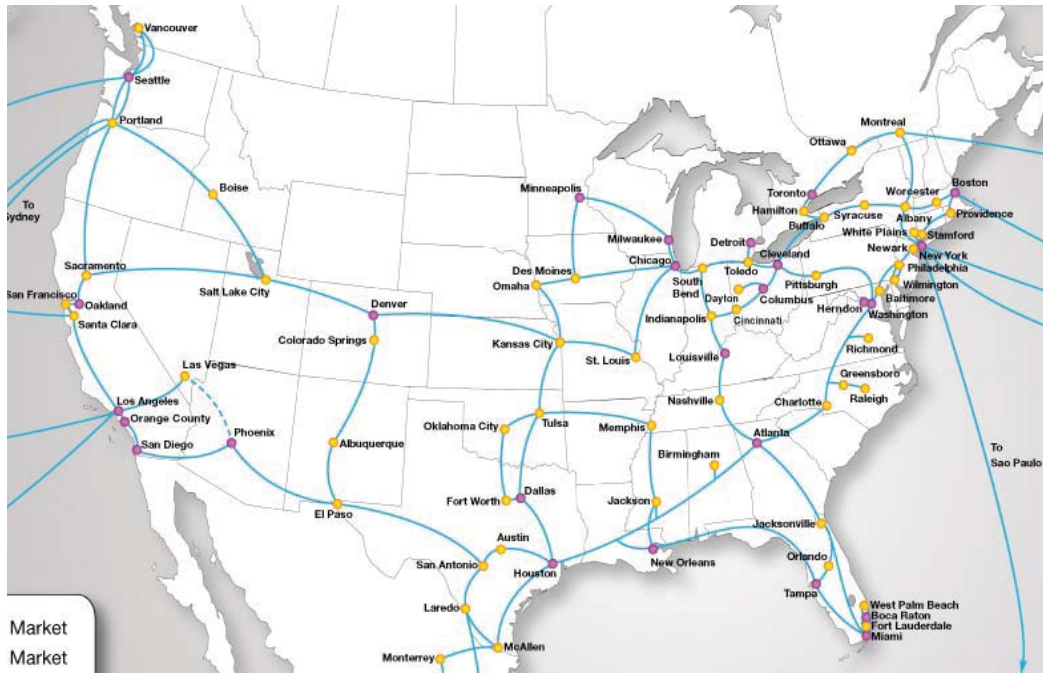 Vancouver
Seattle
Portland
Montreal
Ottawa
Boise
Minneapolis
Toronto
Worcester
Boston
To
Sydney
Hamilton
Buffalo
Syracuse
Albany
Providence
Milwaukee
Detroit
Cleveland
White Plains
Stamford
Newark
New York
Sacramento
Chicago
Toledo
Pittsburgh
Philadelphia
Salt Lake City
Des Moines
South
Bend
Wilmington
Omaha
Dayton
Columbus
Baltimore
San Francisco
Oakland
Denver
Herndon
Washington
Santa Clara
Indianapolis
Cincinnati
Colorado Springs
Kansas City
St. Louis
Louisville
Richmond
Las Vegas
Greensboro
Raleigh
Los Angeles
Nashville
Charlotte
Orange County
Tulsa
Oklahoma City
Memphis
Atlanta
Phoenix
San Diego
Albuquerque
Birmingham
To
Sao Paulo
Dallas
Fort Worth
Jackson
El Paso
Jacksonville
Austin
San Antonio
Houston
New Orleans
Orlando
Tampa
Laredo
West Palm Beach
Boca Raton
Fort Lauderdale
Miami
McAllen
Monterrey
Market
Market